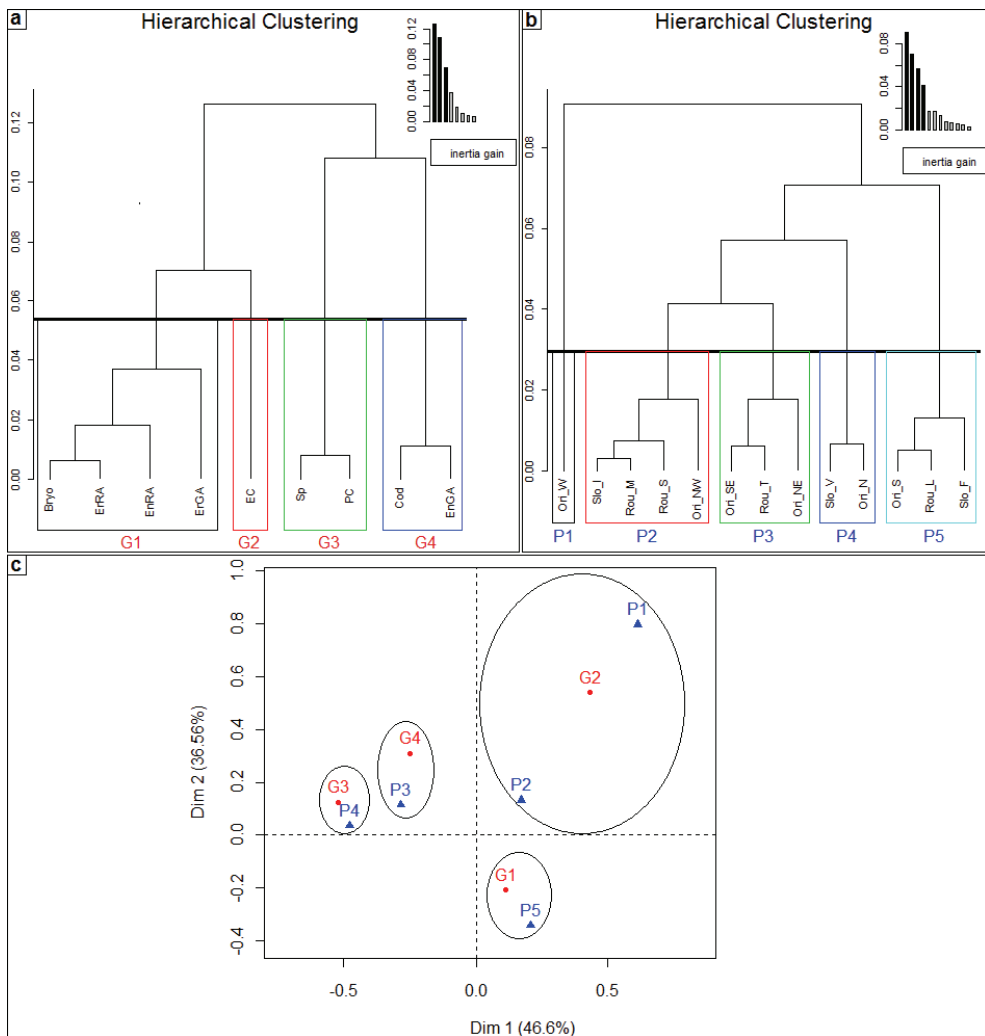 a
Hierarchical Clustering
0.00 0.04 0.08 0.12
inertia gain
0.00 0.02 0.04 0.06 0.08 0.10 0.12
Bryo ErRA EnRA ErGA EC Sp PC Cod EnGA
G1 G2 G3 G4
b
Hierarchical Clustering
0.00 0.04 0.08
inertia gain
0.00 0.02 0.04 0.06 0.08
Ori_W Slo_I Rou_M Rou_S Ori_NW Ori_SE Rou_T Ori_NE Slo_V Ori_N Ori_S Rou_L Slo_F
P1 P2 P3 P4 P5
c
Dim 2 (36.56%)
-0.4 -0.2 0.0 0.2 0.4 0.6 0.8 1.0
P1
G2
G4
G3
P3
P2
P4
G1
P5
-0.5 0.0 0.5
Dim 1 (46.6%)